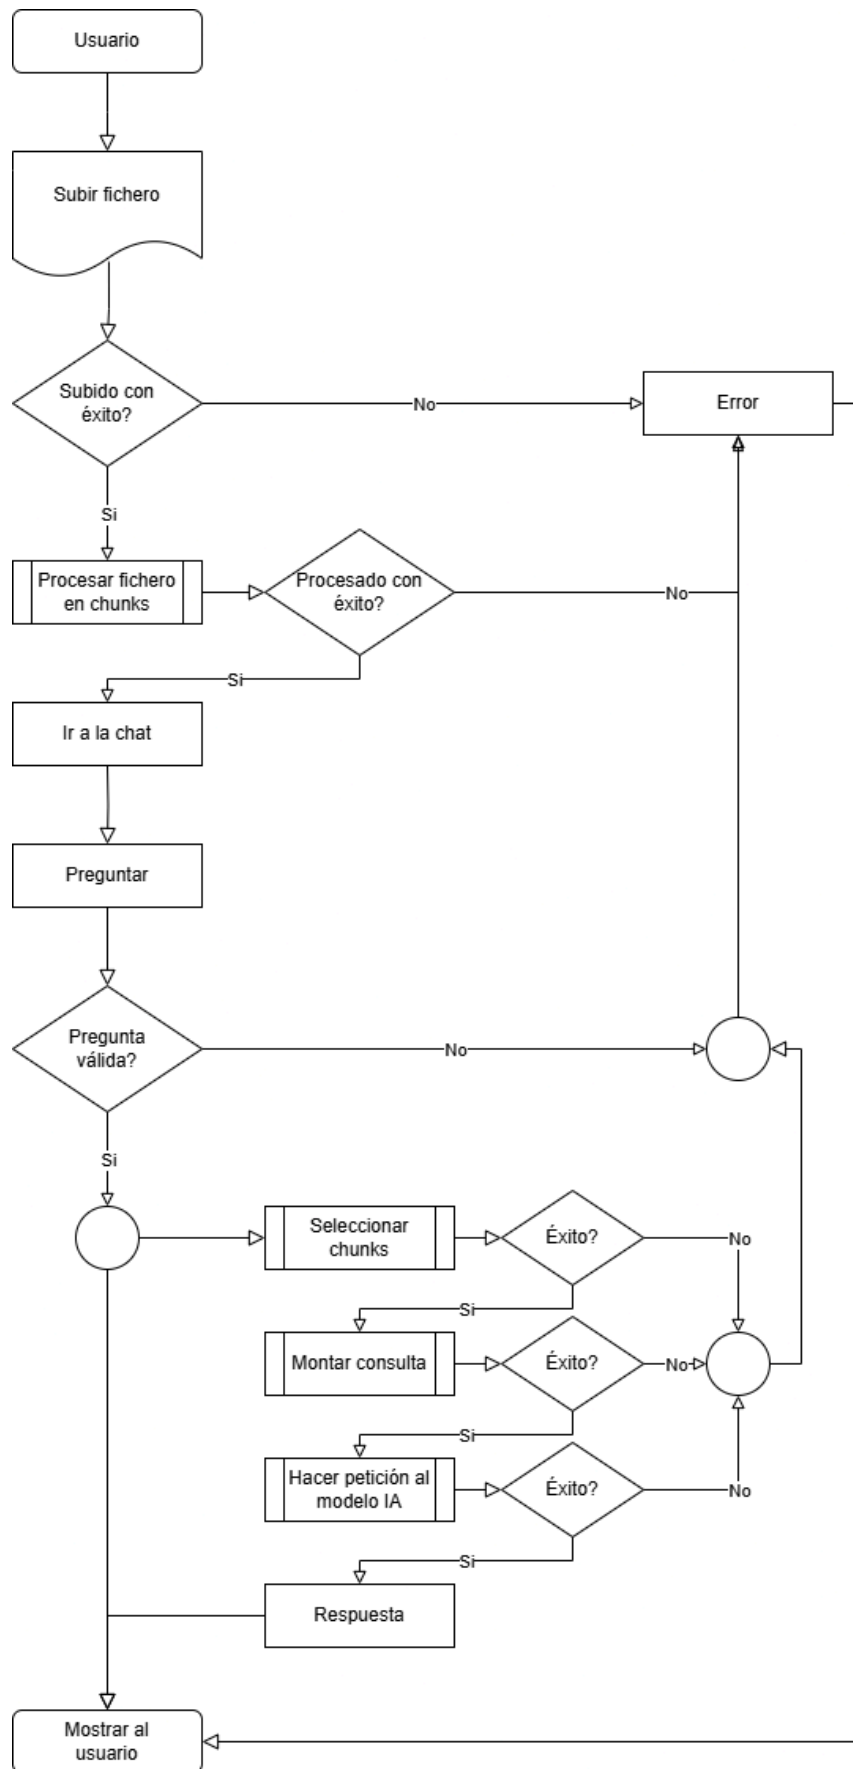 Usuario
Subir fichero
Subido con
éxito?
No
Error
Si
Procesar fichero
en chunks
Procesado con
éxito?
No
Si
Ir a la chat
Preguntar
Pregunta
válida?
No
Si
Seleccionar
chunks
Éxito?
No
Si
Montar consulta
Éxito?
No
Si
Hacer petición al
modelo IA
Éxito?
No
Si
Respuesta
Mostrar al
usuario